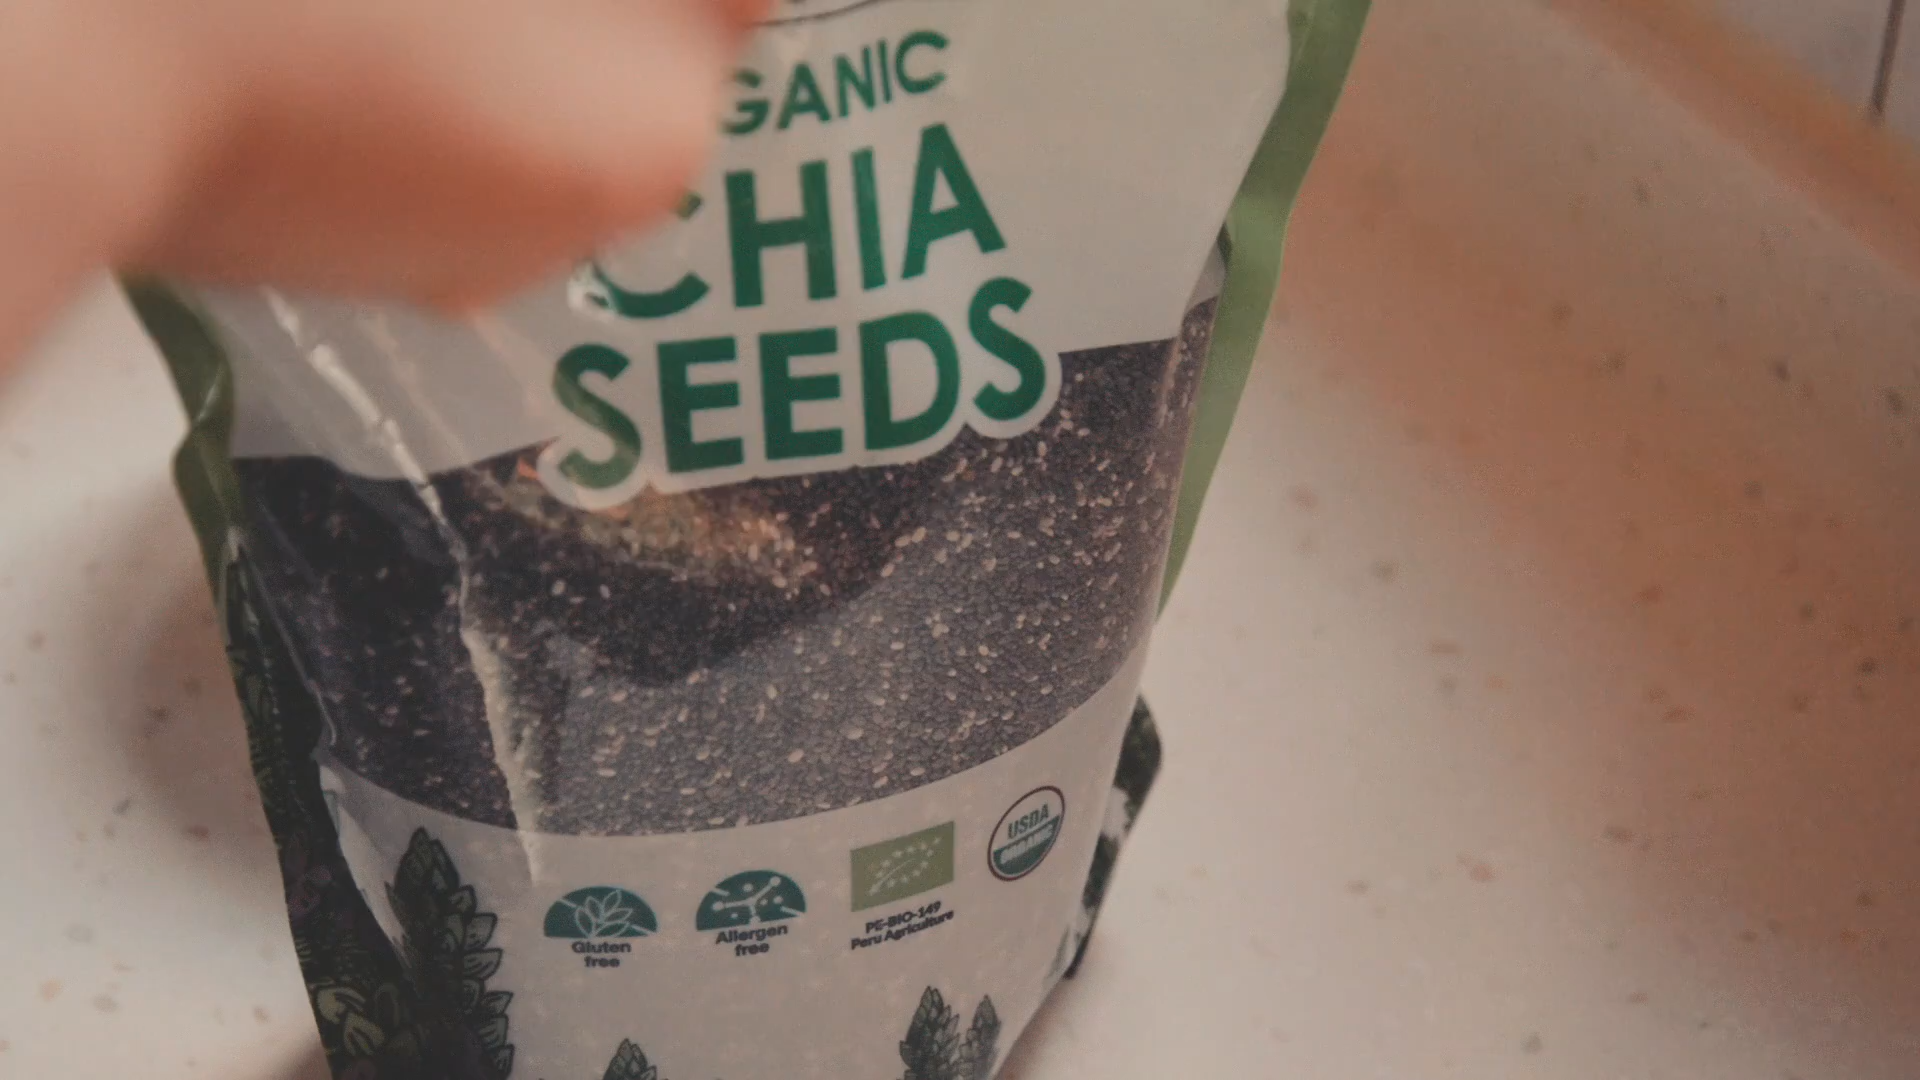 GANIC
CHIA
SEEDS
USDA
ORGANIC
Gluten
free
Allergen
free
PE-BIO-149
Peru Agriculture